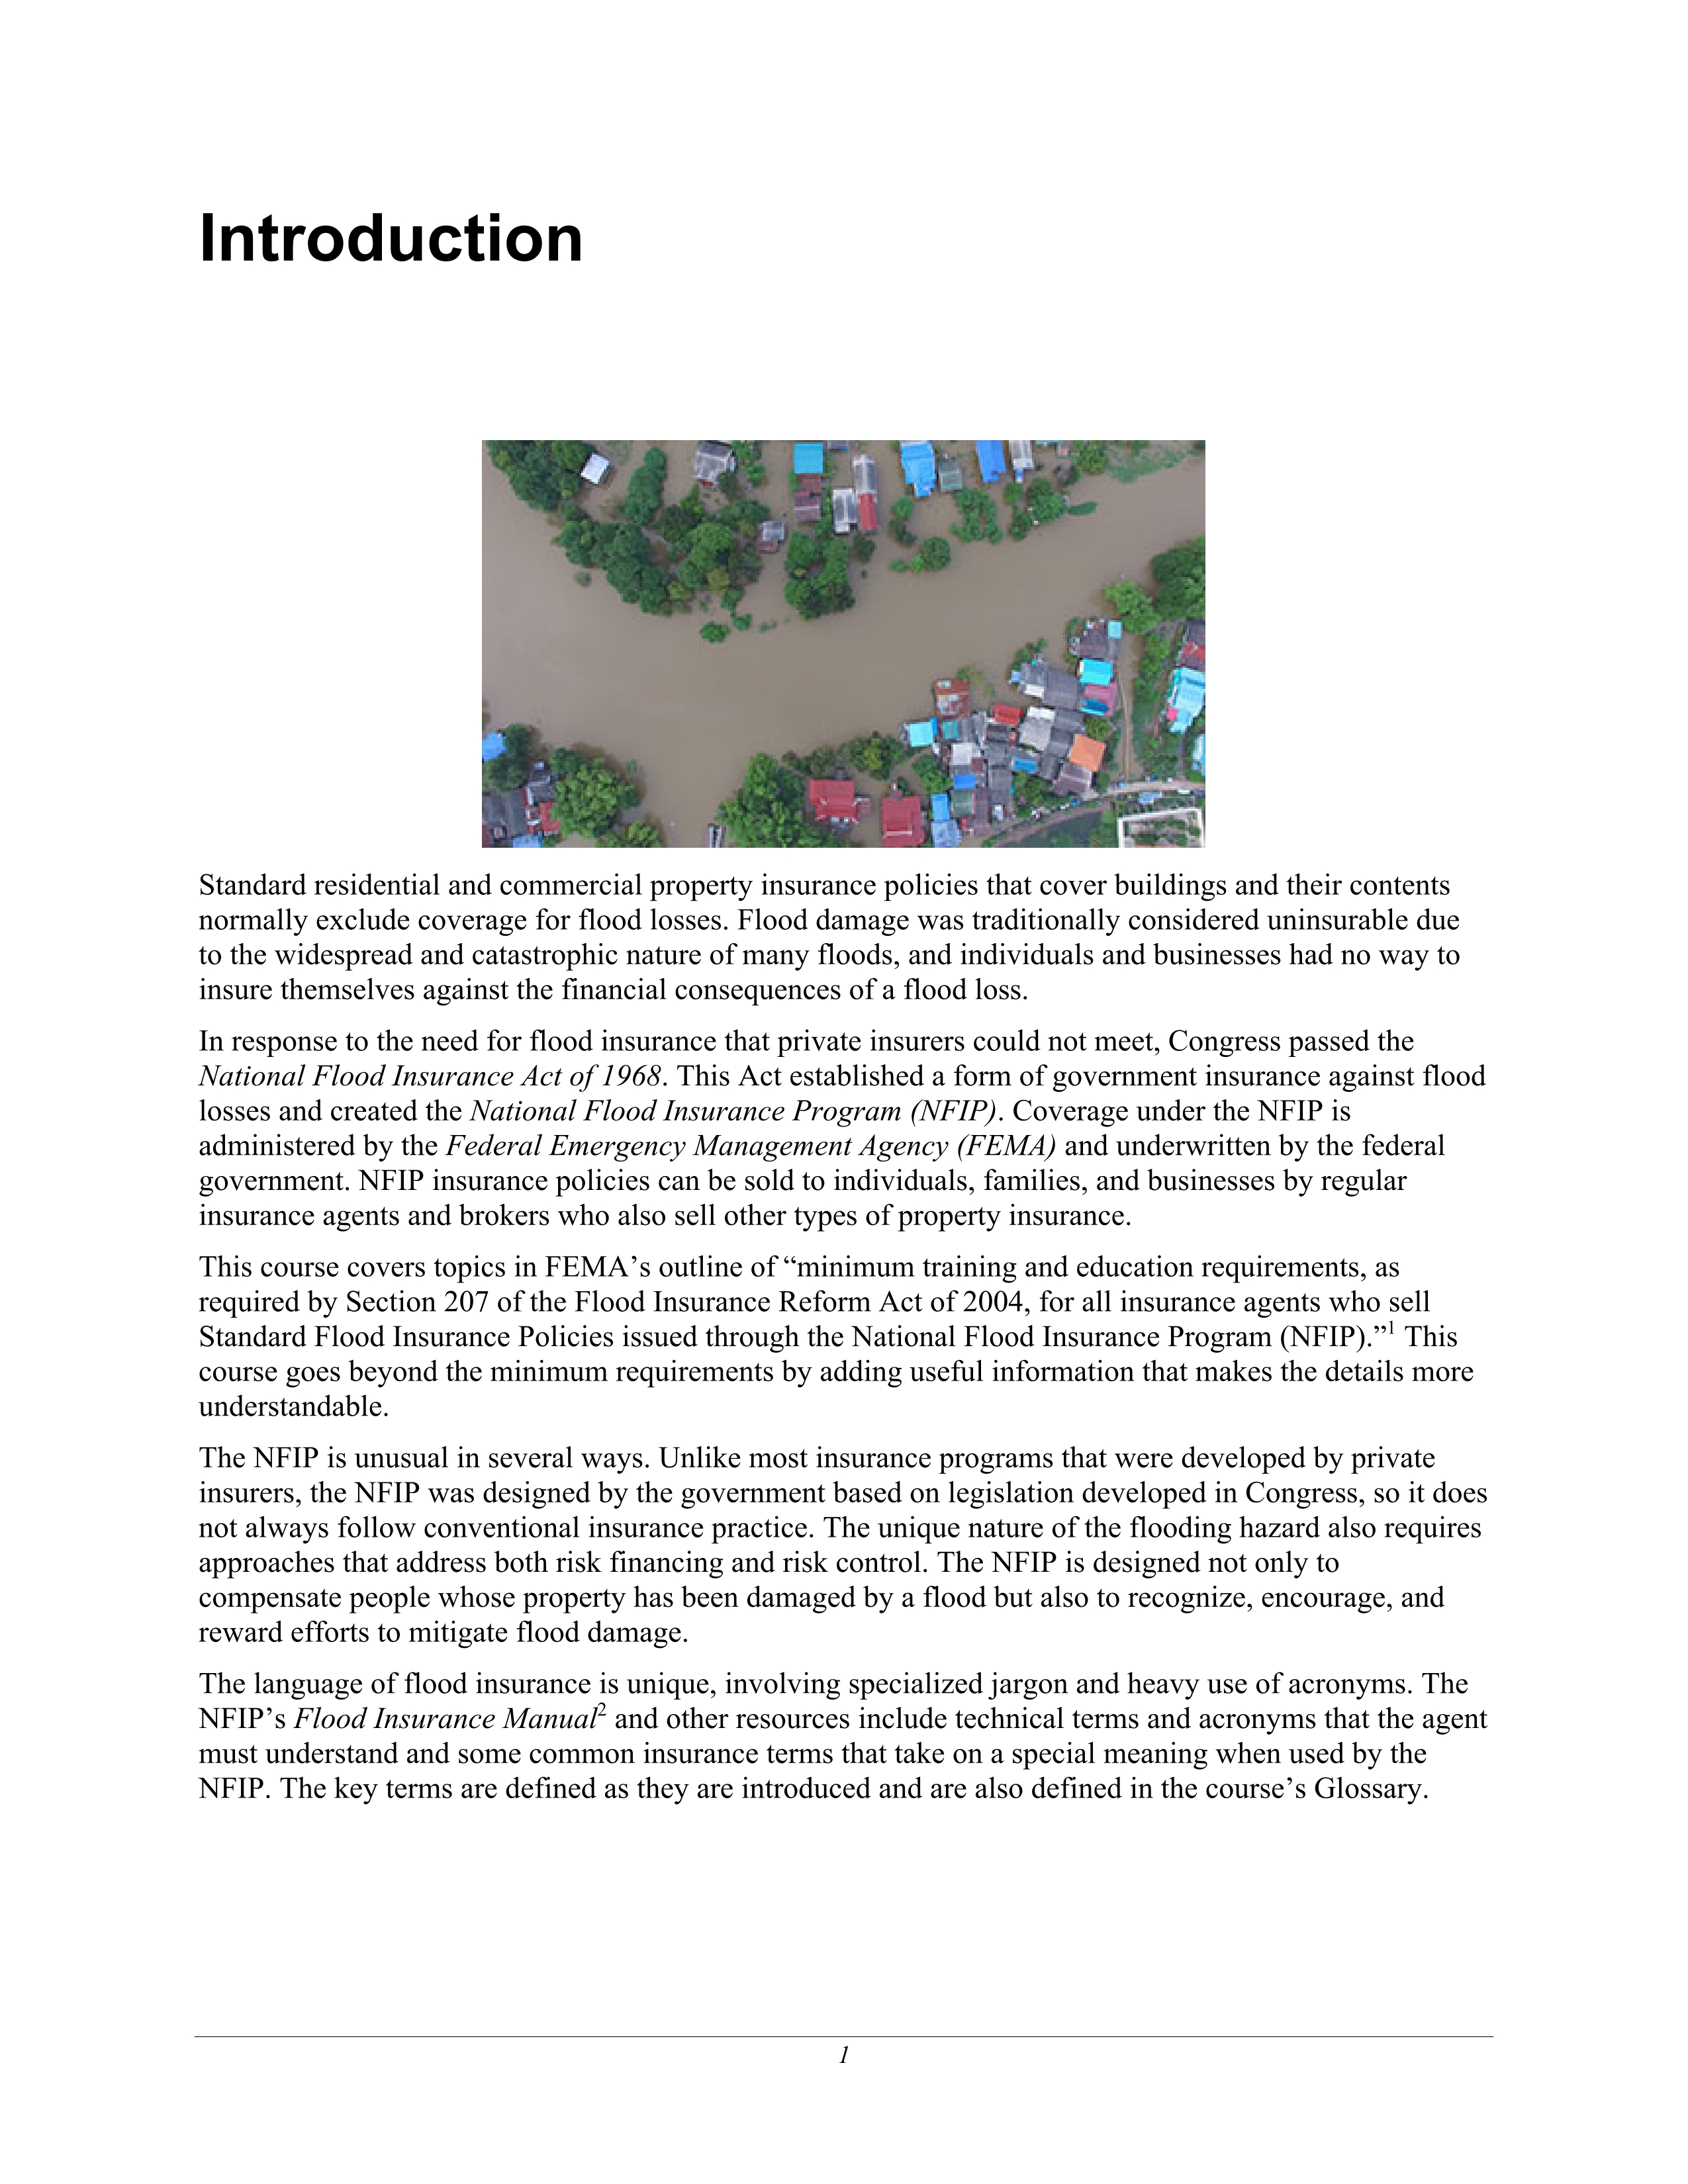 Introduction
Standard residential and commercial property insurance policies that cover buildings and their contents
normally exclude coverage for flood losses. Flood damage was traditionally considered uninsurable due
to the widespread and catastrophic nature of many floods, and individuals and businesses had no way to
insure themselves against the financial consequences of a flood loss.
In response to the need for flood insurance that private insurers could not meet, Congress passed the
National Flood Insurance Act of 1968. This Act established a form of government insurance against flood
losses and created the National Flood Insurance Program (NFIP). Coverage under the NFIP is
administered by the Federal Emergency Management Agency (FEMA) and underwritten by the federal
government. NFIP insurance policies can be sold to individuals, families, and businesses by regular
insurance agents and brokers who also sell other types of property insurance.
This course covers topics in FEMA’s outline of “minimum training and education requirements, as
required by Section 207 of the Flood Insurance Reform Act of 2004, for all insurance agents who sell
Standard Flood Insurance Policies issued through the National Flood Insurance Program (NFIP).”1 This
course goes beyond the minimum requirements by adding useful information that makes the details more
understandable.
The NFIP is unusual in several ways. Unlike most insurance programs that were developed by private
insurers, the NFIP was designed by the government based on legislation developed in Congress, so it does
not always follow conventional insurance practice. The unique nature of the flooding hazard also requires
approaches that address both risk financing and risk control. The NFIP is designed not only to
compensate people whose property has been damaged by a flood but also to recognize, encourage, and
reward efforts to mitigate flood damage.
The language of flood insurance is unique, involving specialized jargon and heavy use of acronyms. The
NFIP’s Flood Insurance Manual2 and other resources include technical terms and acronyms that the agent
must understand and some common insurance terms that take on a special meaning when used by the
NFIP. The key terms are defined as they are introduced and are also defined in the course’s Glossary.
1